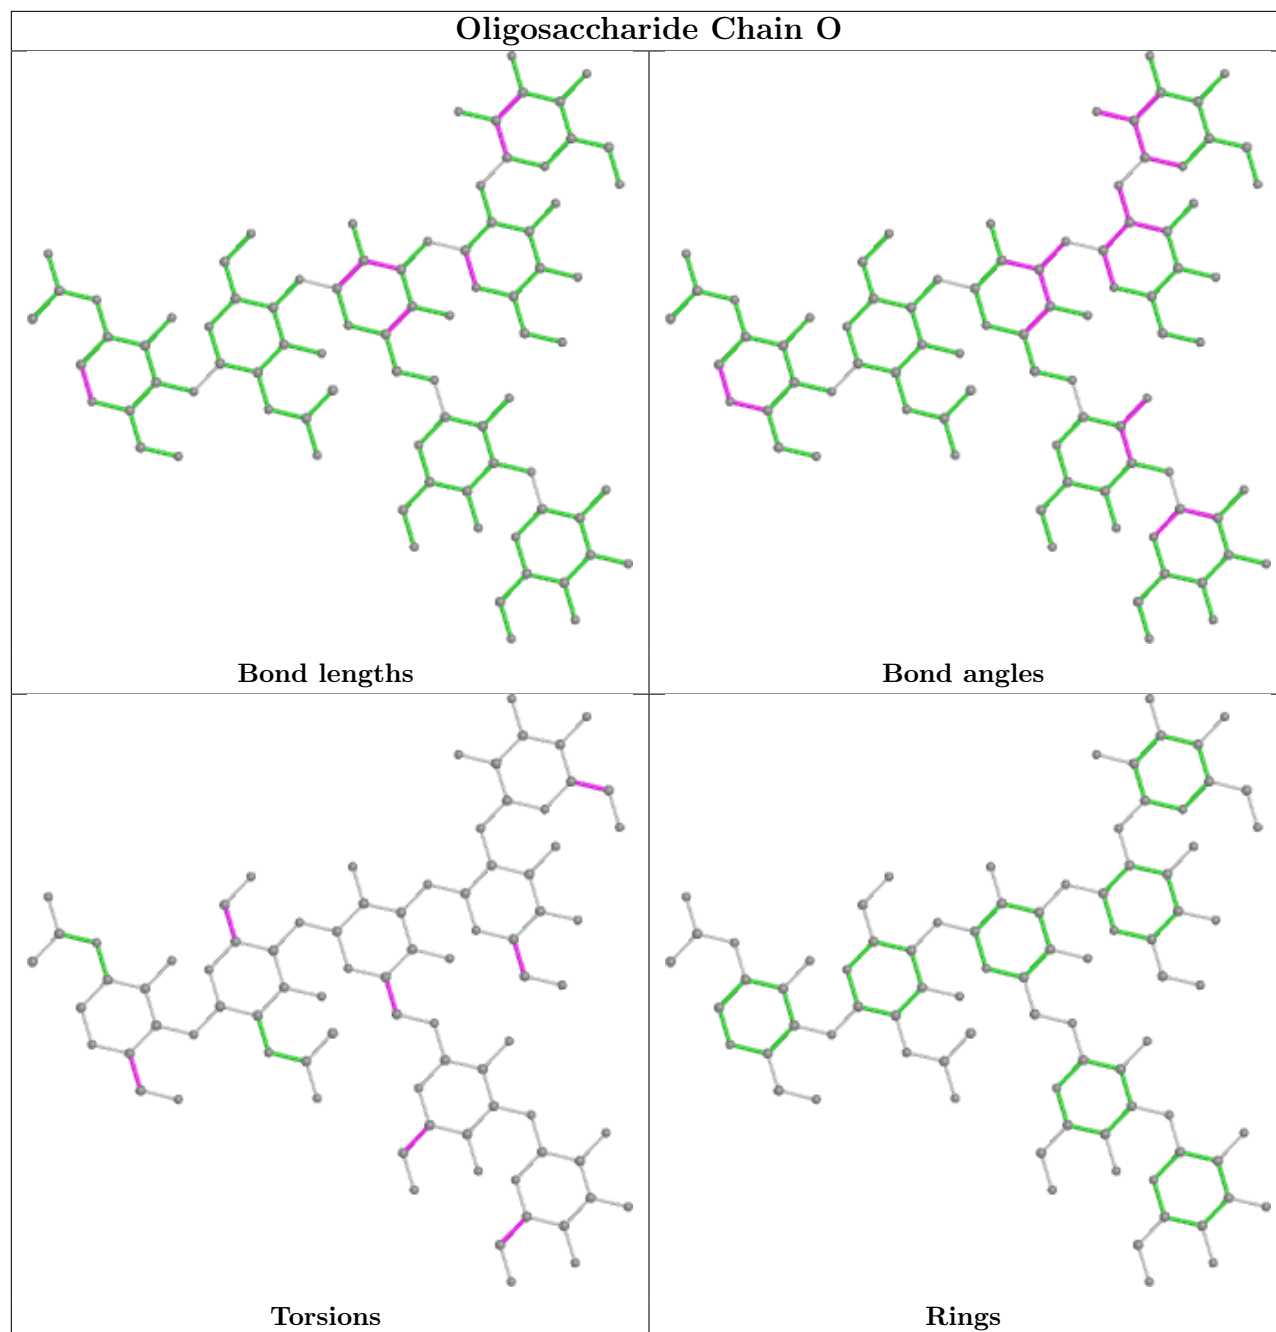 Oligosaccharide Chain O
Bond lengths
Bond angles
Torsions
Rings